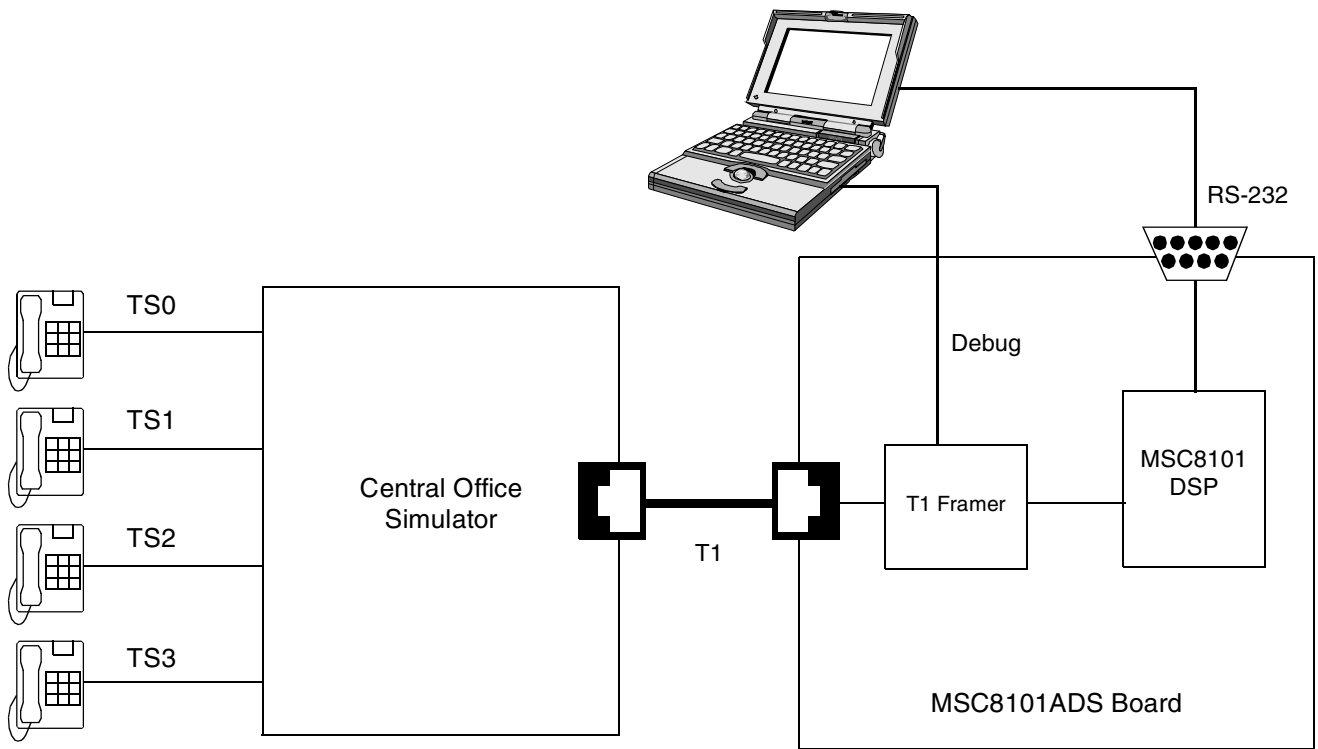 RS-232
TS0
Debug
TS1
Central Office
Simulator
MSC8101
DSP
T1 Framer
TS2
T1
TS3
MSC8101ADS Board